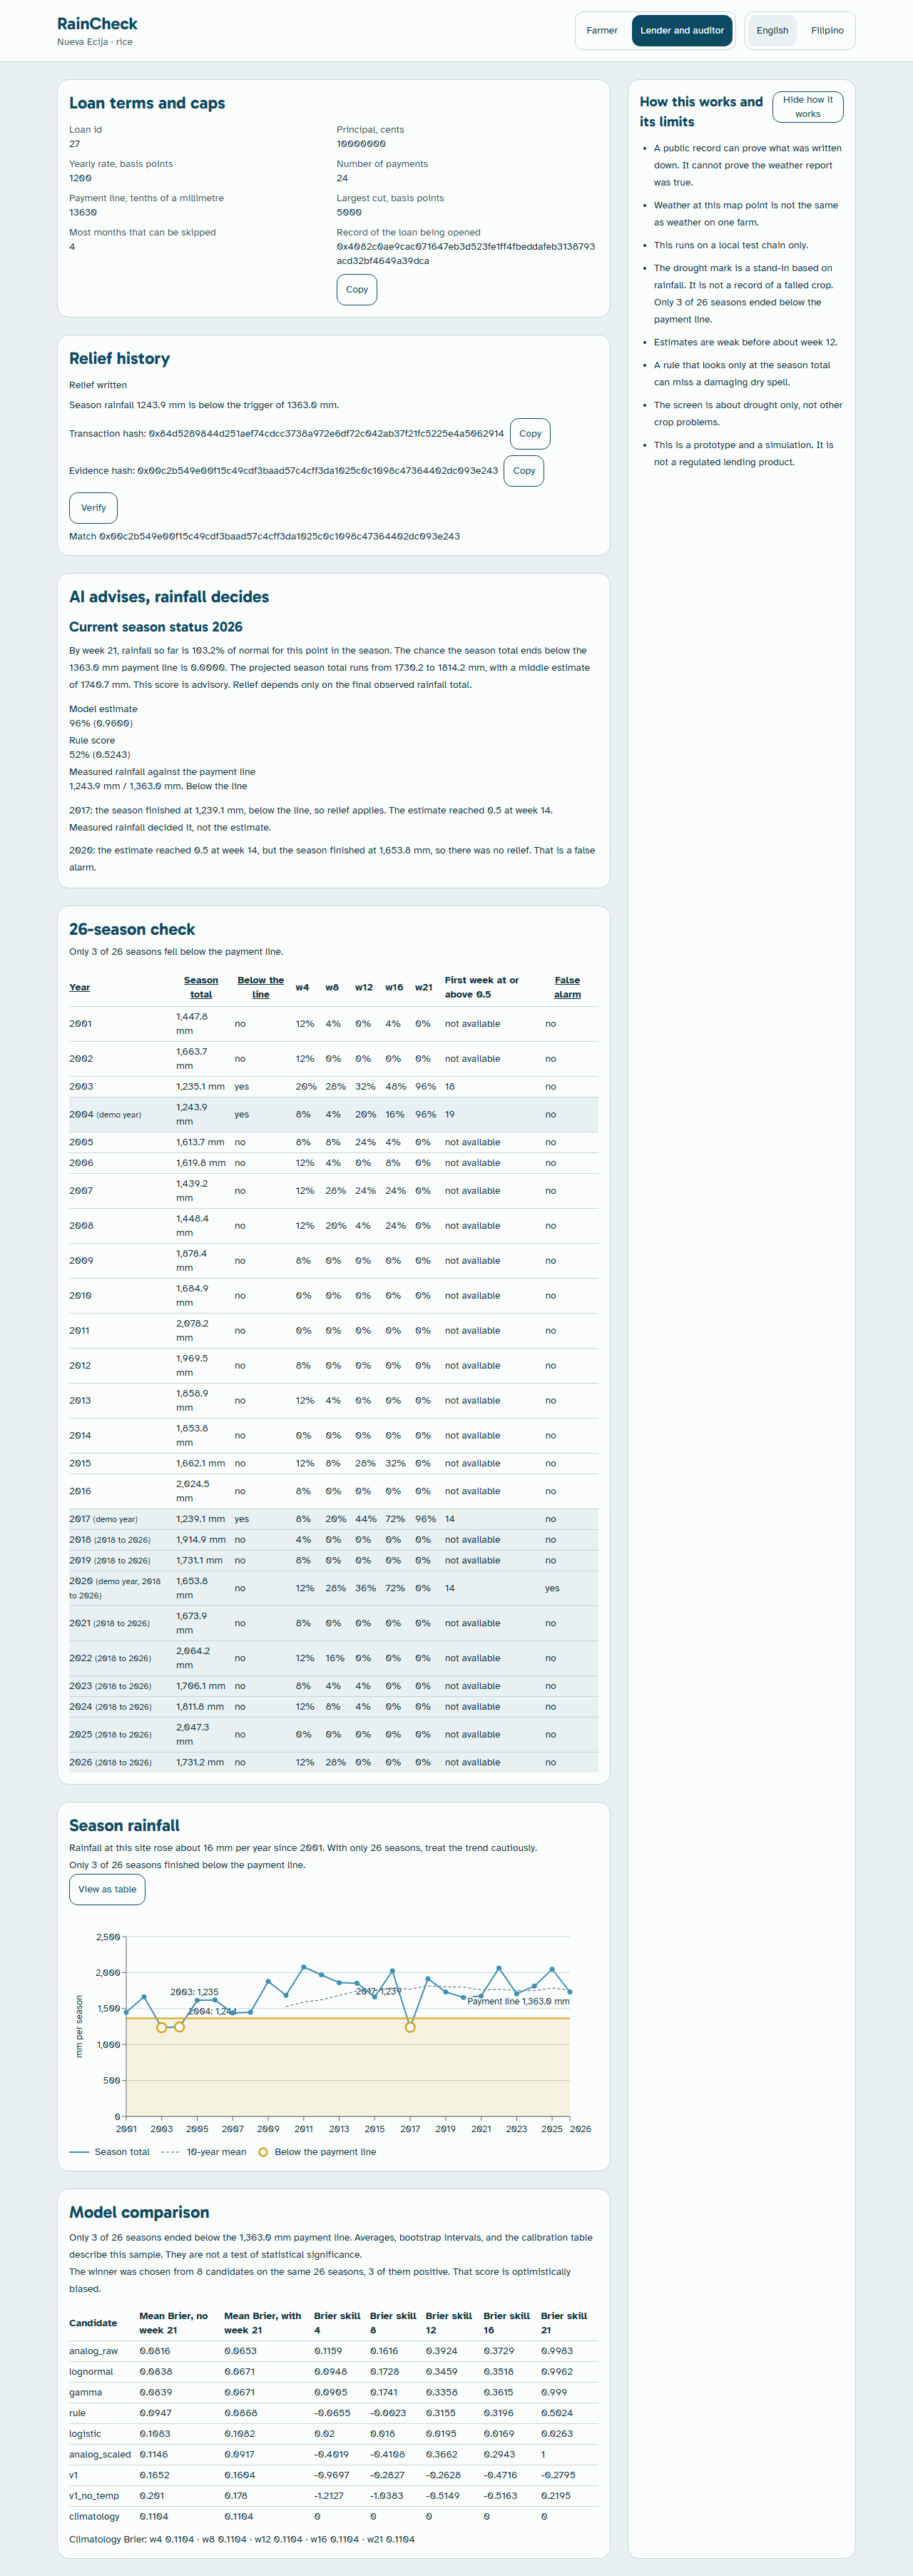 RainCheck
Nueva Ecija · rice
Farmer
Lender and auditor
English
Filipino
Loan terms and caps
Loan id
27
Principal, cents
10000000
Yearly rate, basis points
1200
Number of payments
24
Payment line, tenths of a millimetre
13630
Largest cut, basis points
5000
Most months that can be skipped
4
Record of the loan being opened
0x4082c0ae9cac071647eb3d523fe1ff4fbeddafeb3138793
acd32bf4649a39dca
Copy
Relief history
Relief written
Season rainfall 1243.9 mm is below the trigger of 1363.0 mm.
Transaction hash: 0x84d5289844d251aef74cdcc3738a972e6df72c042ab37f21fc5225e4a5062914 Copy
Evidence hash: 0x00c2b549e00f15c49cdf3baad57c4cff3da1025c0c1098c47364402dc093e243 Copy
Verify
Match 0x00c2b549e00f15c49cdf3baad57c4cff3da1025c0c1098c47364402dc093e243
AI advises, rainfall decides
Current season status 2026
By week 21, rainfall so far is 103.2% of normal for this point in the season. The chance the season total ends below the
1363.0 mm payment line is 0.0000. The projected season total runs from 1730.2 to 1814.2 mm, with a middle estimate
of 1740.7 mm. This score is advisory. Relief depends only on the final observed rainfall total.
Model estimate
96% (0.9600)
Rule score
52% (0.5243)
Measured rainfall against the payment line
1,243.9 mm / 1,363.0 mm. Below the line
2017: the season finished at 1,239.1 mm, below the line, so relief applies. The estimate reached 0.5 at week 14.
Measured rainfall decided it, not the estimate.
2020: the estimate reached 0.5 at week 14, but the season finished at 1,653.8 mm, so there was no relief. That is a false
alarm.
26-season check
Only 3 of 26 seasons fell below the payment line.
Year Season total Below the line w4 w8 w12 w16 w21 First week at or above 0.5 False alarm
2001 1,447.8 mm no 12% 4% 0% 4% 0% not available no
2002 1,663.7 mm no 12% 0% 0% 0% 0% not available no
2003 1,235.1 mm yes 20% 28% 32% 48% 96% 18 no
2004 (demo year) 1,243.9 mm yes 8% 4% 20% 16% 96% 19 no
2005 1,613.7 mm no 8% 8% 24% 4% 0% not available no
2006 1,619.8 mm no 12% 4% 0% 8% 0% not available no
2007 1,439.2 mm no 12% 28% 24% 24% 0% not available no
2008 1,448.4 mm no 12% 20% 4% 24% 0% not available no
2009 1,878.4 mm no 8% 0% 0% 0% 0% not available no
2010 1,684.9 mm no 0% 0% 0% 0% 0% not available no
2011 2,078.2 mm no 0% 0% 0% 0% 0% not available no
2012 1,969.5 mm no 8% 0% 0% 0% 0% not available no
2013 1,858.9 mm no 12% 4% 0% 0% 0% not available no
2014 1,853.8 mm no 0% 0% 0% 0% 0% not available no
2015 1,662.1 mm no 12% 8% 28% 32% 0% not available no
2016 2,024.5 mm no 8% 0% 0% 0% 0% not available no
2017 (demo year) 1,239.1 mm yes 8% 20% 44% 72% 96% 14 no
2018 (2018 to 2026) 1,914.9 mm no 4% 0% 0% 0% 0% not available no
2019 (2018 to 2026) 1,731.1 mm no 8% 0% 0% 0% 0% not available no
2020 (demo year, 2018 to 2026) 1,653.8 mm no 12% 28% 36% 72% 0% 14 yes
2021 (2018 to 2026) 1,673.9 mm no 8% 0% 0% 0% 0% not available no
2022 (2018 to 2026) 2,064.2 mm no 12% 16% 0% 0% 0% not available no
2023 (2018 to 2026) 1,706.1 mm no 8% 4% 4% 0% 0% not available no
2024 (2018 to 2026) 1,811.8 mm no 12% 8% 4% 0% 0% not available no
2025 (2018 to 2026) 2,047.3 mm no 0% 0% 0% 0% 0% not available no
2026 (2018 to 2026) 1,731.2 mm no 12% 28% 0% 0% 0% not available no
Season rainfall
Rainfall at this site rose about 16 mm per year since 2001. With only 26 seasons, treat the trend cautiously.
Only 3 of 26 seasons finished below the payment line.
View as table
mm per season
2,500
2,000
1,500
1,000
500
0
2003: 1,235
2004: 1,244
2017: 1,239
Payment line 1,363.0 mm
2001 2003 2005 2007 2009 2011 2013 2015 2017 2019 2021 2023 2025 2026
Season total 10-year mean Below the payment line
Model comparison
Only 3 of 26 seasons ended below the 1,363.0 mm payment line. Averages, bootstrap intervals, and the calibration table
describe this sample. They are not a test of statistical significance.
The winner was chosen from 8 candidates on the same 26 seasons, 3 of them positive. That score is optimistically
biased.
Candidate Mean Brier, no week 21 Mean Brier, with week 21 Brier skill 4 Brier skill 8 Brier skill 12 Brier skill 16 Brier skill 21
analog_raw 0.0816 0.0653 0.1159 0.1616 0.3924 0.3729 0.9983
lognormal 0.0838 0.0671 0.0948 0.1728 0.3459 0.3518 0.9962
gamma 0.0839 0.0671 0.0905 0.1741 0.3358 0.3615 0.999
rule 0.0947 0.0868 -0.0655 -0.0023 0.3155 0.3196 0.5024
logistic 0.1083 0.1082 0.02 0.018 0.0195 0.0169 0.0263
analog_scaled 0.1146 0.0917 -0.4019 -0.4108 0.3662 0.2943 1
v1 0.1652 0.1604 -0.9697 -0.2827 -0.2628 -0.4716 -0.2795
v1_no_temp 0.201 0.178 -1.2127 -1.0383 -0.5149 -0.5163 0.2195
climatology 0.1104 0.1104 0 0 0 0 0
Climatology Brier: w4 0.1104 · w8 0.1104 · w12 0.1104 · w16 0.1104 · w21 0.1104
How this works and
its limits
Hide how it
works
• A public record can prove what was written
down. It cannot prove the weather report
was true.
• Weather at this map point is not the same
as weather on one farm.
• This runs on a local test chain only.
• The drought mark is a stand-in based on
rainfall. It is not a record of a failed crop.
Only 3 of 26 seasons ended below the
payment line.
• Estimates are weak before about week 12.
• A rule that looks only at the season total
can miss a damaging dry spell.
• The screen is about drought only, not other
crop problems.
• This is a prototype and a simulation. It is
not a regulated lending product.